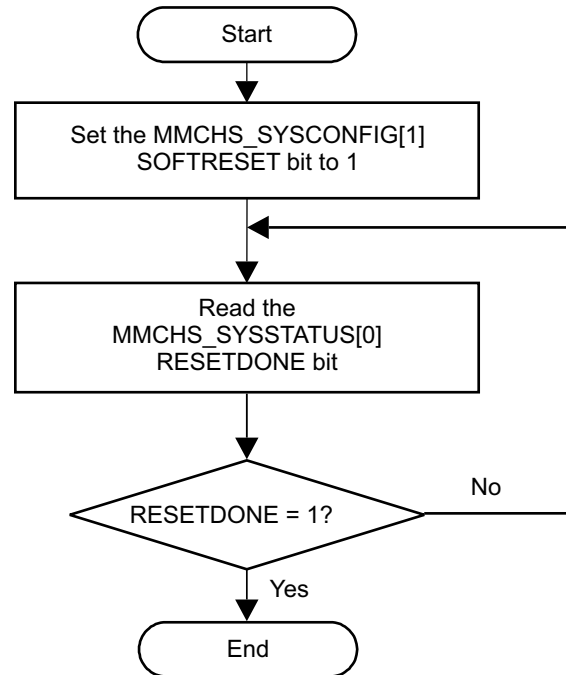 Start
Set the MMCHS_SYSCONFIG[1]
SOFTRESET bit to 1
Read the
MMCHS_SYSSTATUS[0]
RESETDONE bit
RESETDONE = 1?
No
Yes
End